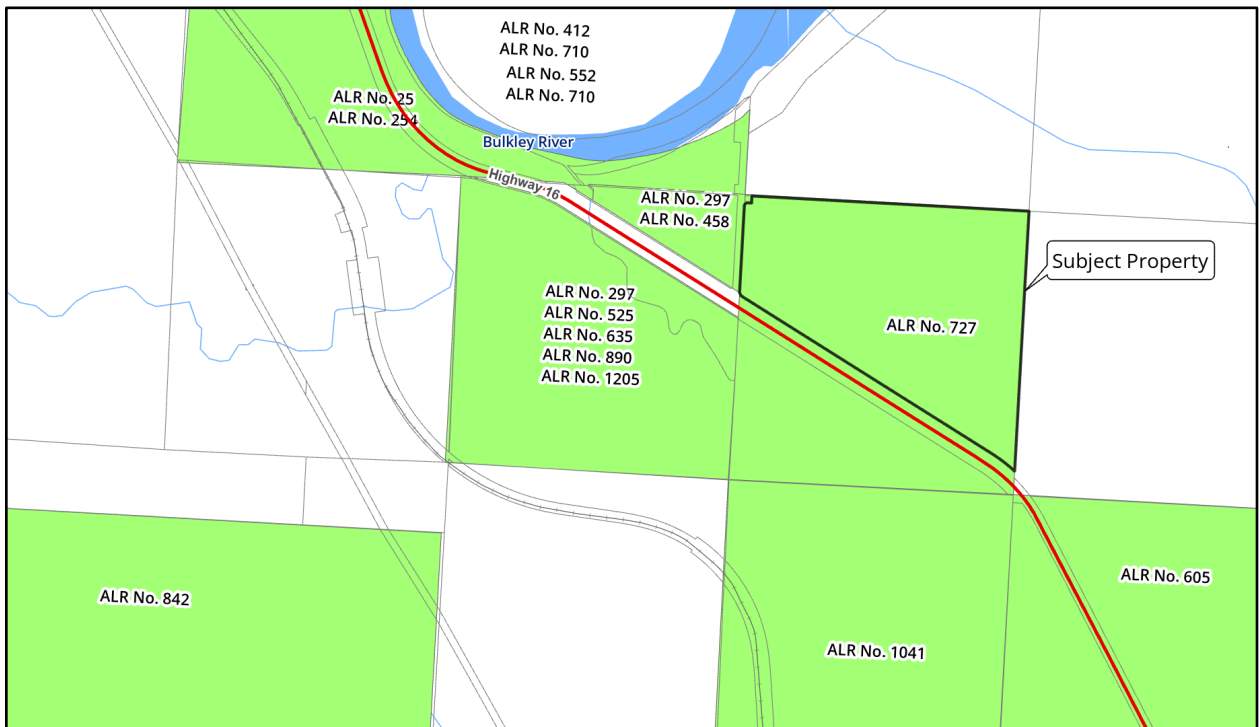 ALR No. 412
ALR No. 710
ALR No. 552
ALR No. 710
ALR No. 25
ALR No. 254
Bulkley River
Highway 16
ALR No. 297
ALR No. 458
Subject Property
ALR No. 297
ALR No. 525
ALR No. 635
ALR No. 890
ALR No. 1205
ALR No. 727
ALR No. 605
ALR No. 842
ALR No. 1041